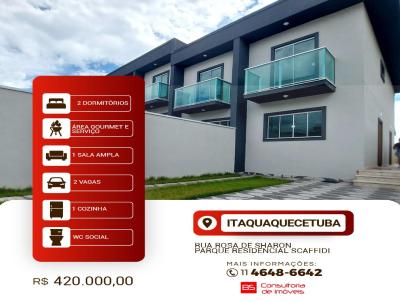 2 DORMITÓRIOS
ÁREA GOURMET E
SERVIÇO
1 SALA AMPLA
2 VAGAS
1 COZINHA
WC SOCIAL
R$ 420.000,00
ITAQUAQUECETUBA
RUA ROSA DE SHARON
PARQUE RESIDENCIAL SCAFFIDI
MAIS INFORMAÇÕES:
11 4648-6642
BS Consultoria
de imóveis